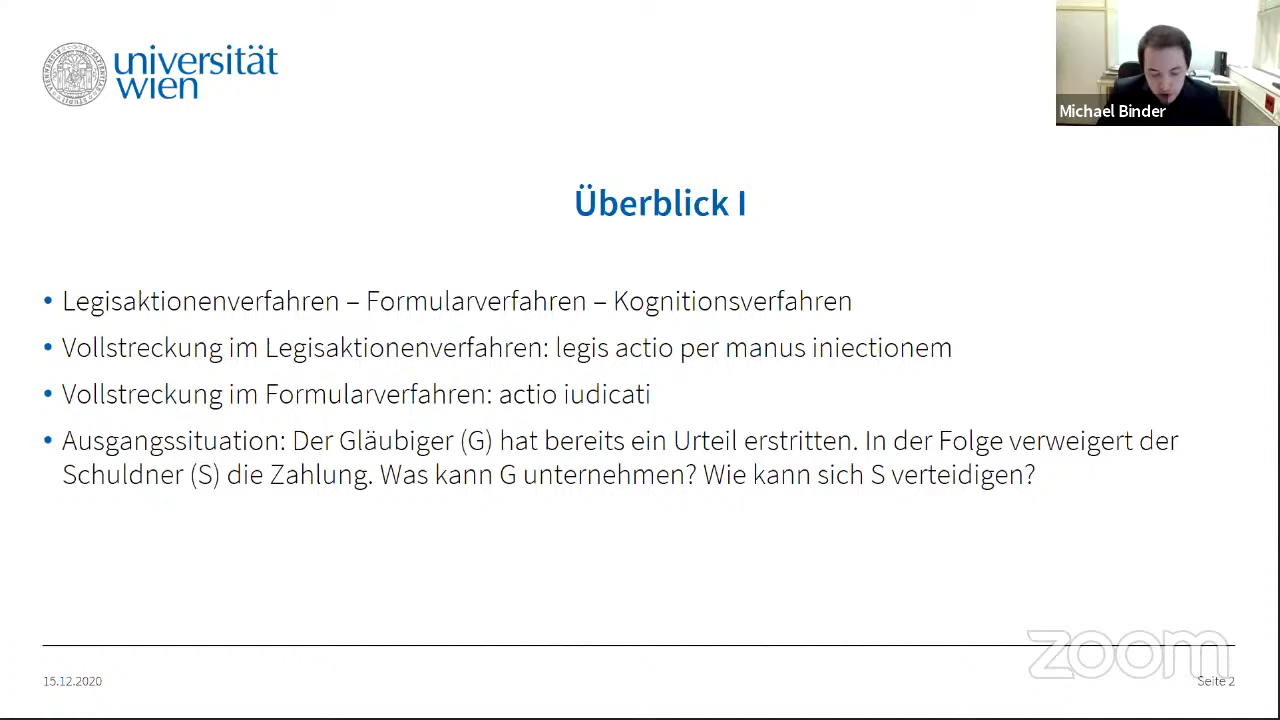 universität
wien
Michael Binder
Überblick I
• Legisaktionenverfahren – Formularverfahren – Kognitionsverfahren
• Vollstreckung im Legisaktionenverfahren: legis actio per manus iniectionem
• Vollstreckung im Formularverfahren: actio iudicati
• Ausgangssituation: Der Gläubiger (G) hat bereits ein Urteil erstritten. In der Folge verweigert der
Schuldner (S) die Zahlung. Was kann G unternehmen? Wie kann sich S verteidigen?
zoom
15.12.2020
Seite 2